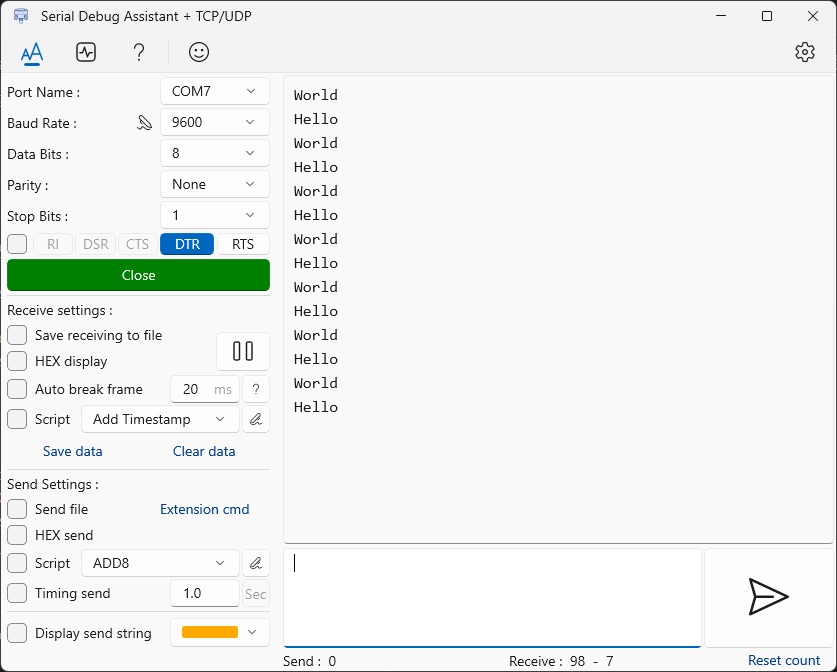 Serial Debug Assistant + TCP/UDP
Port Name : COM7
Baud Rate : 9600
Data Bits : 8
Parity : None
Stop Bits : 1
RI DSR CTS DTR RTS
Close
Receive settings :
Save receiving to file
HEX display
Auto break frame 20 ms ?
Script Add Timestamp
Save data Clear data
Send Settings :
Send file Extension cmd
HEX send
Script ADD8
Timing send 1.0 Sec
Display send string
World
Hello
World
Hello
World
Hello
World
Hello
World
Hello
World
Hello
World
Hello
Send : 0 Receive : 98 - 7 Reset count